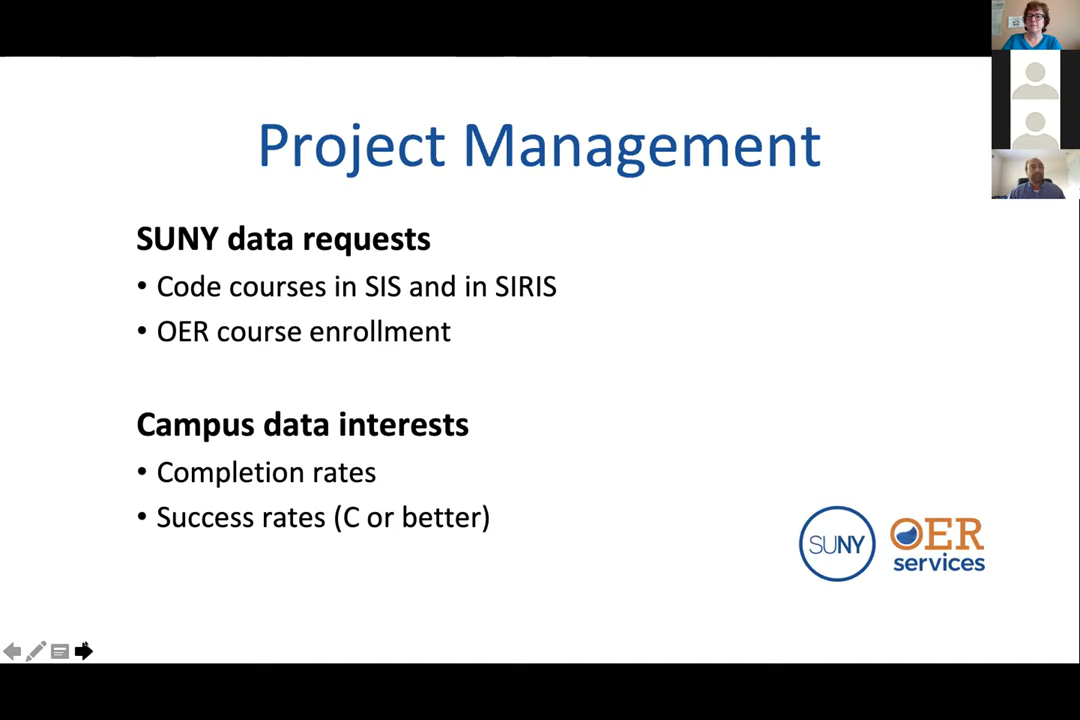 Project Management
SUNY data requests
• Code courses in SIS and in SIRIS
• OER course enrollment
Campus data interests
• Completion rates
• Success rates (C or better)
SUNY
OER
services